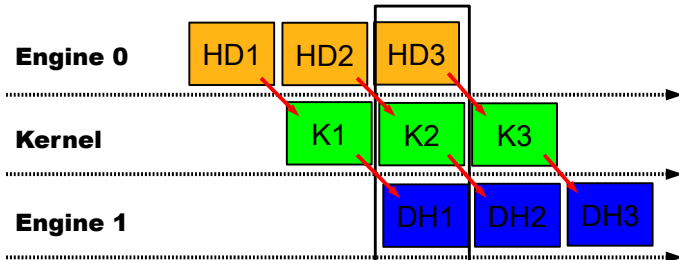 Engine 0 HD1 HD2 HD3
Kernel K1 K2 K3
Engine 1 DH1 DH2 DH3